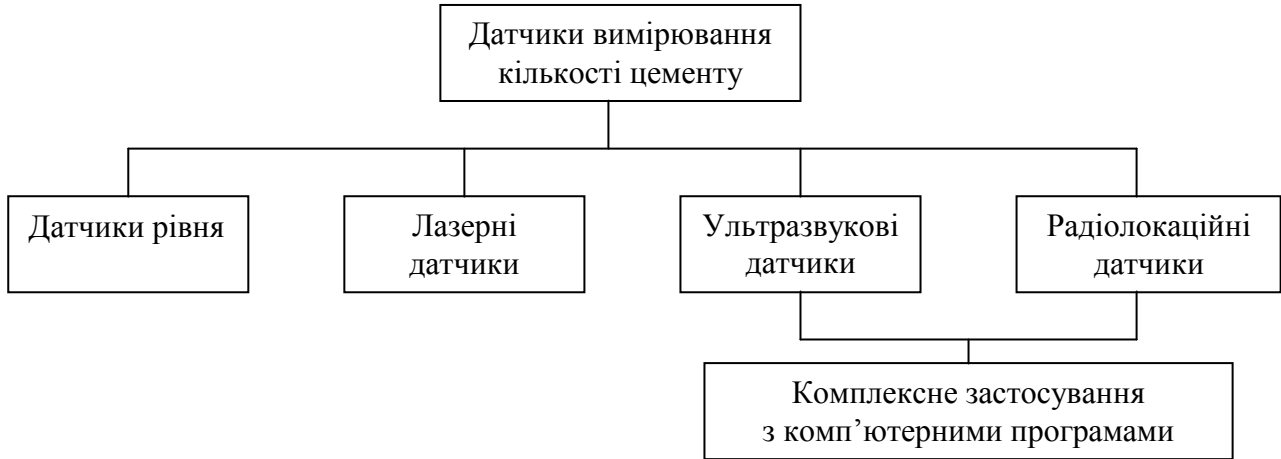 Датчики вимірювання
кількості цементу
Датчики рівня
Лазерні
датчики
Ультразвукові
датчики
Радіолокаційні
датчики
Комплексне застосування
з комп’ютерними програмами